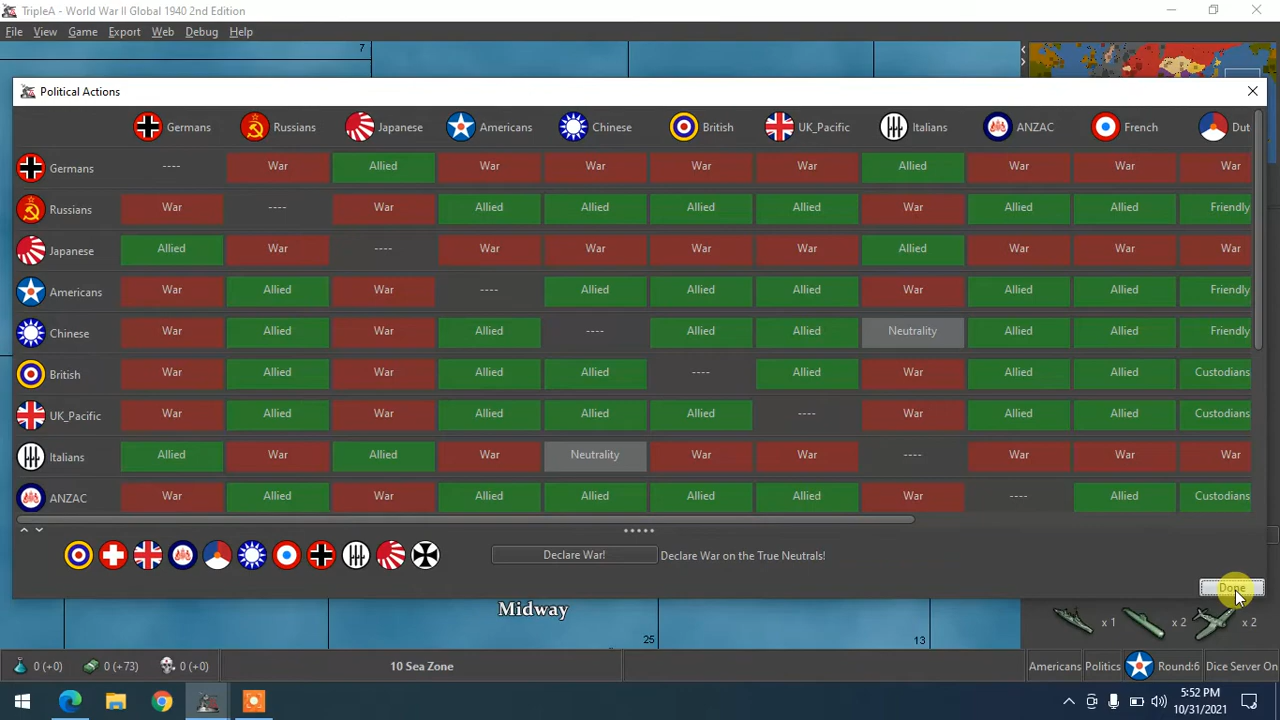 TripleA - World War II Global 1940 2nd Edition
File View Game Export Web Debug Help
7
Political Actions
Germans Russians Japanese Americans Chinese British UK_Pacific Italians ANZAC French Dut
Germans ---- War Allied War War War War Allied War War War
Russians War ---- War Allied Allied Allied Allied War Allied Allied Friendly
Japanese Allied War ---- War War War War Allied War War War
Americans War Allied War ---- Allied Allied Allied War Allied Allied Friendly
Chinese War Allied War Allied ---- Allied Allied Neutrality Allied Allied Friendly
British War Allied War Allied Allied ---- Allied War Allied Allied Custodians
UK_Pacific War Allied War Allied Allied Allied ---- War Allied Allied Custodians
Italians Allied War Allied War Neutrality War War ---- War War War
ANZAC War Allied War Allied Allied Allied Allied War ---- Allied Custodians
Declare War! Declare War on the True Neutrals!
Done
Midway
25 13
x 1 x 2 x 2
0 (+0) 0 (+73) 0 (+0) 10 Sea Zone Americans Politics Round:6 Dice Server On
5:52 PM
10/31/2021